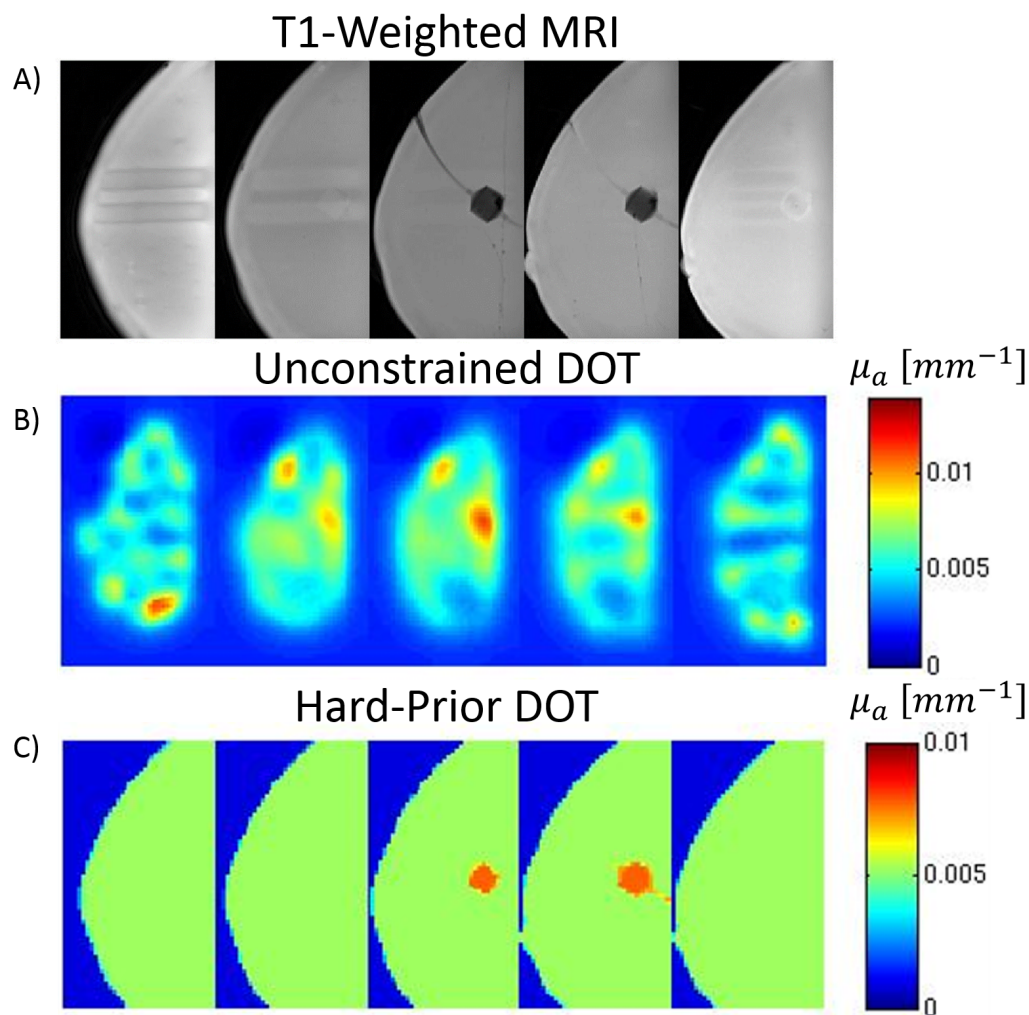 T1-Weighted MRI
A)
Unconstrained DOT
μₐ [mm⁻¹]
B)
0.01
0.005
0
Hard-Prior DOT
μₐ [mm⁻¹]
C)
0.01
0.005
0